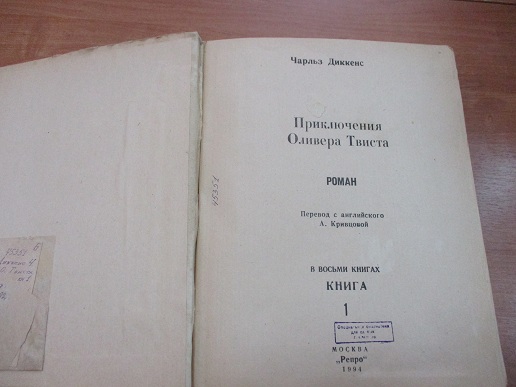 Чарльз Диккенс
Приключения
Оливера Твиста
РОМАН
Перевод с английского
А. Кривцовой
В ВОСЬМИ КНИГАХ
КНИГА
1
МОСКВА
„Репро"
1994